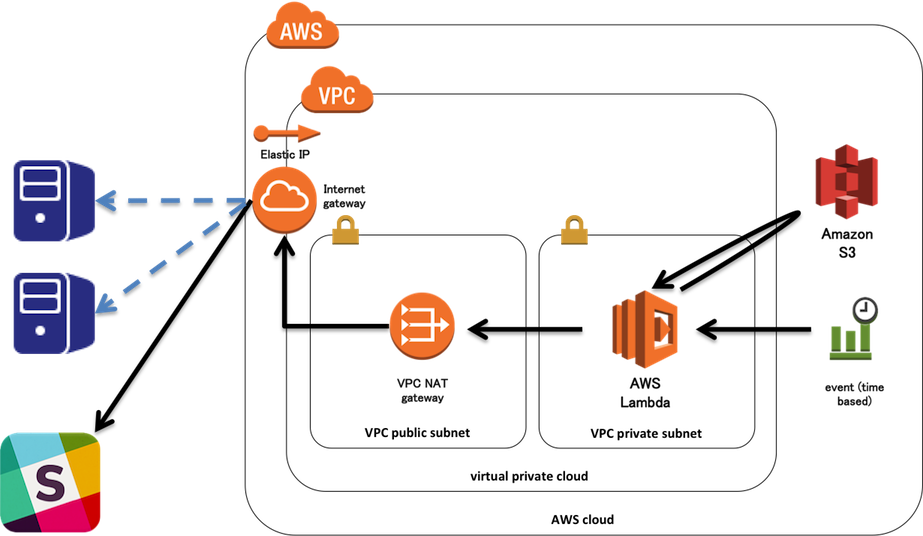 AWS
VPC
Elastic IP
Internet
gateway
Amazon
S3
VPC NAT
gateway
AWS
Lambda
event (time
based)
VPC public subnet
VPC private subnet
virtual private cloud
AWS cloud
S